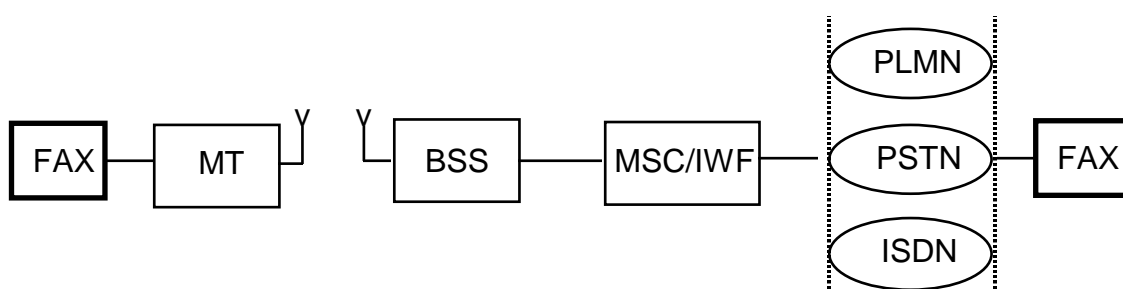 PLMN
FAX MT BSS MSC/IWF PSTN FAX
ISDN